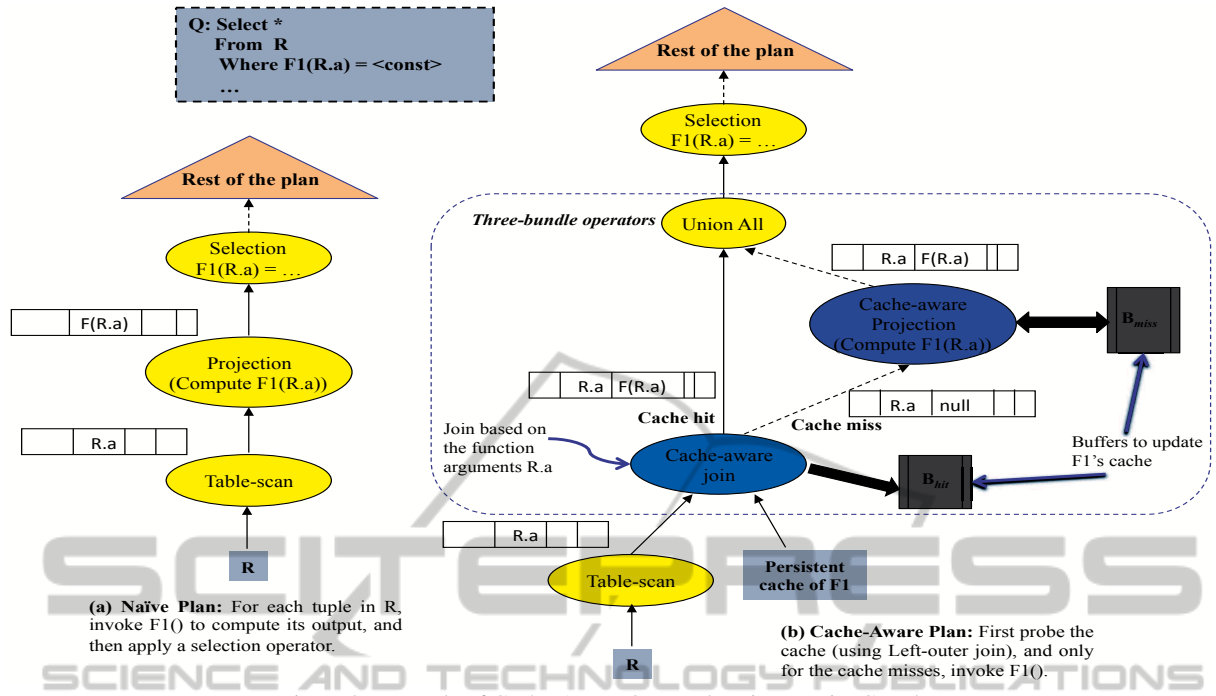 Q: Select *
From R
Where F1(R.a) = <const>
…
Rest of the plan
Selection
F1(R.a) = …
F(R.a)
Projection
(Compute F1(R.a))
R.a
Table-scan
R
(a) Naïve Plan: For each tuple in R,
invoke F1() to compute its output, and
then apply a selection operator.
Rest of the plan
Selection
F1(R.a) = …
Three-bundle operators
Union All
R.a F(R.a)
Cache-aware
Projection
(Compute F1(R.a))
Bmiss
R.a F(R.a)
R.a null
Cache hit
Cache miss
Join based on
the function
arguments R.a
Cache-aware
join
Bhit
Buffers to update
F1's cache
R.a
Table-scan
Persistent
cache of F1
R
(b) Cache-Aware Plan: First probe the
cache (using Left-outer join), and only
for the cache misses, invoke F1().
SCITEPRESS
SCIENCE AND TECHNOLOGY PUBLICATIONS